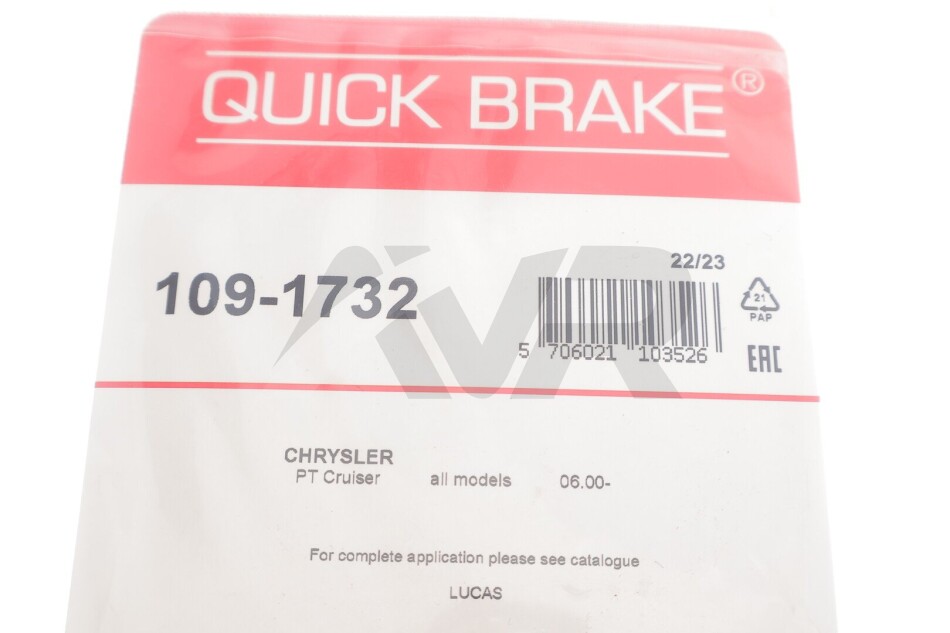 QUICK BRAKE®
109-1732
22/23
5 706021 103526
21
PAP
EAC
iVR
CHRYSLER
PT Cruiser all models 06.00-
For complete application please see catalogue
LUCAS